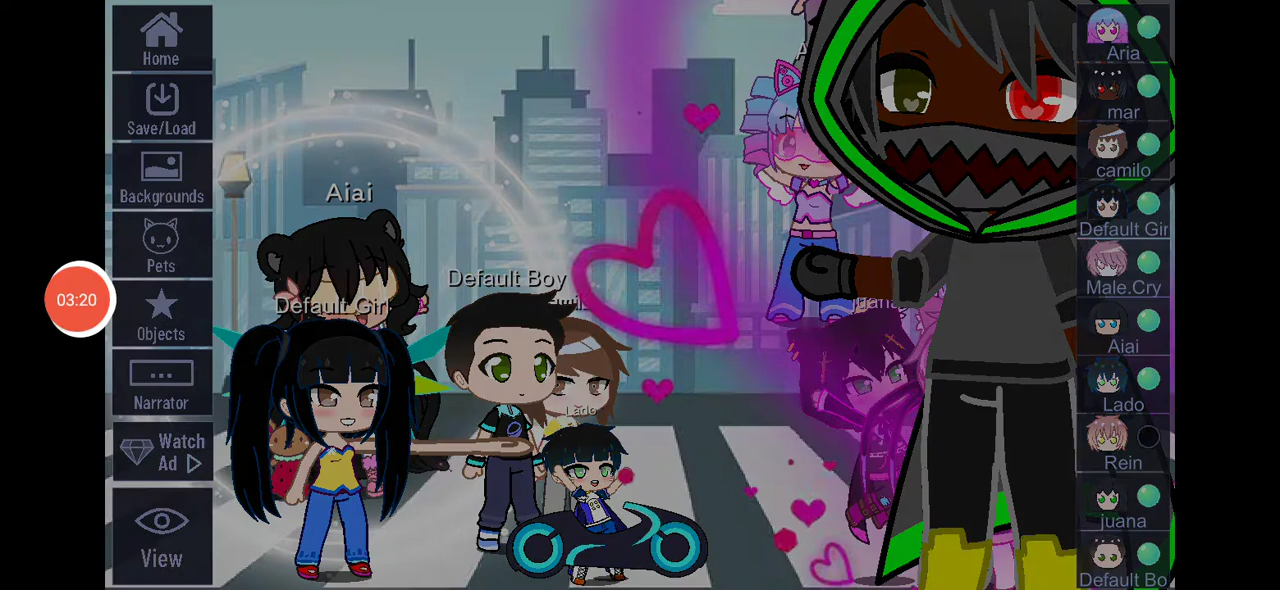 Home
Save/Load
Backgrounds
Pets
Objects
...
Narrator
Watch
Ad
View
03:20
Aiai
Default Girl
Default Boy
Lado
juana
Aria
mar
camilo
Default Gir
Male.Cry
Aiai
Lado
Rein
juana
Default Bo